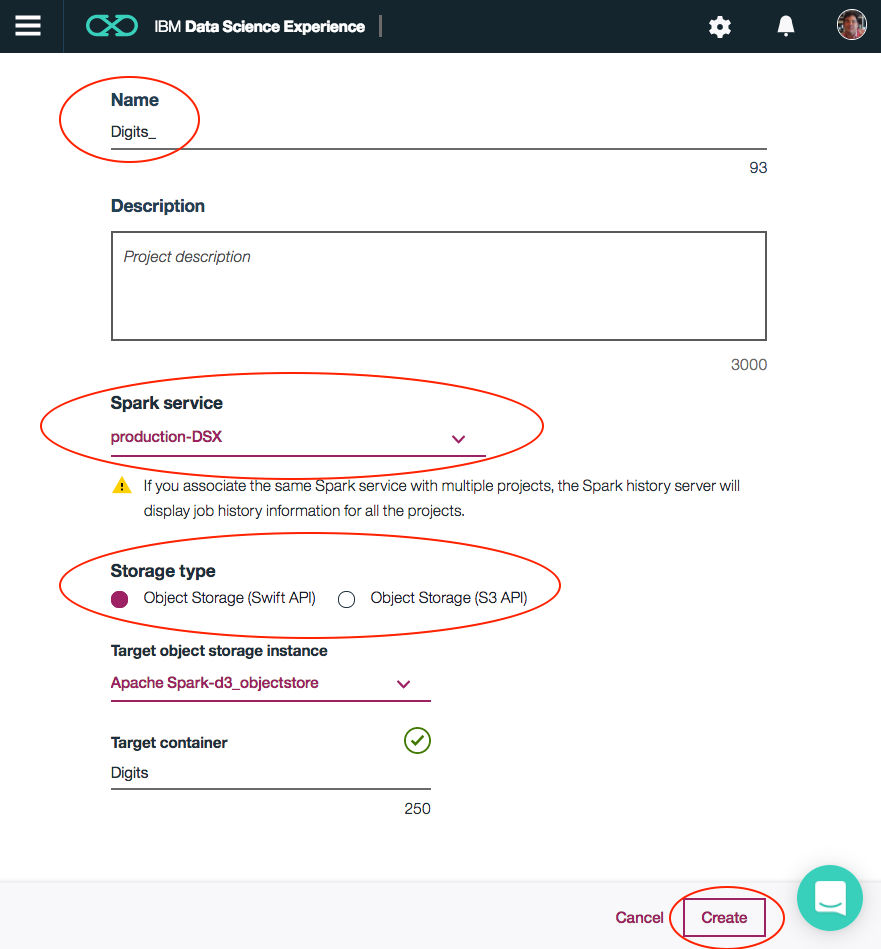 IBM Data Science Experience
Name
Digits_
93
Description
Project description
3000
Spark service
production-DSX
If you associate the same Spark service with multiple projects, the Spark history server will
display job history information for all the projects.
Storage type
Object Storage (Swift API) Object Storage (S3 API)
Target object storage instance
Apache Spark-d3_objectstore
Target container
Digits
250
Cancel Create